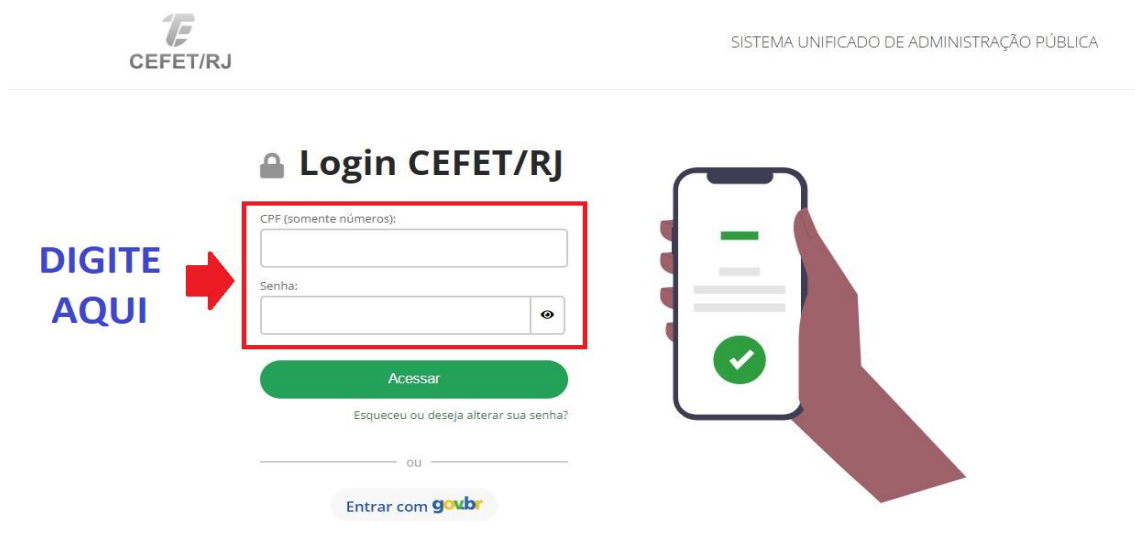 CEFET/RJ
SISTEMA UNIFICADO DE ADMINISTRAÇÃO PÚBLICA
Login CEFET/RJ
CPF (somente números):
DIGITE
AQUI
Senha:
Acessar
Esqueceu ou deseja alterar sua senha?
ou
Entrar com gov.br